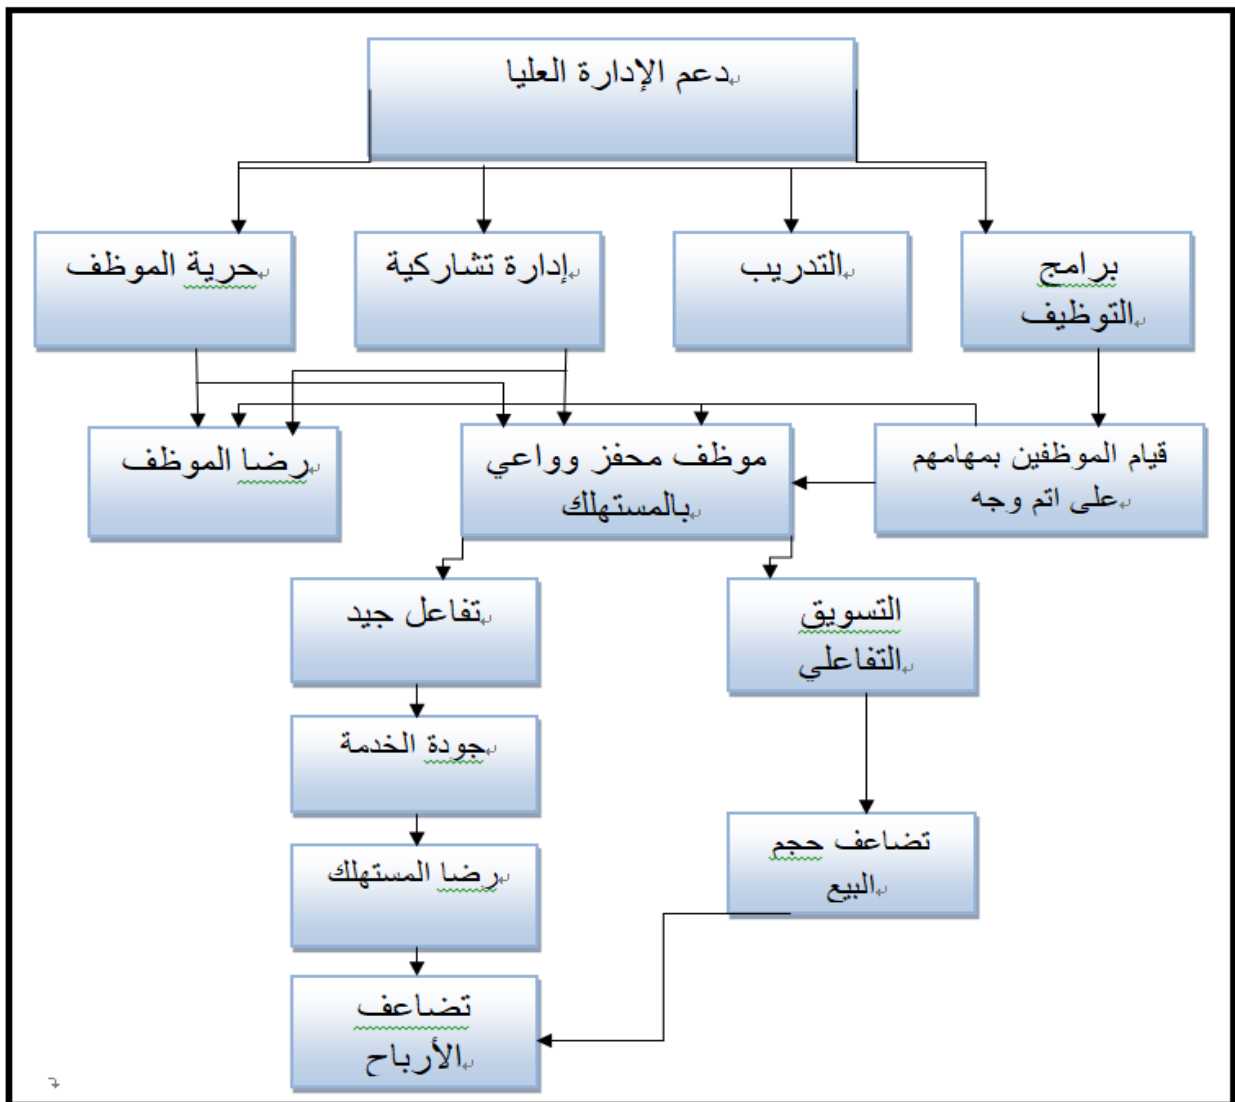 دعم الإدارة العليا
برامج
التوظيف
التدريب
إدارة تشاركية
حرية الموظف
قيام الموظفين بمهامهم
على اتم وجه
موظف محفز وواعي
بالمستهلك
رضا الموظف
التسويق
التفاعلي
تفاعل جيد
جودة الخدمة
تضاعف حجم
البيع
رضا المستهلك
تضاعف
الأرباح